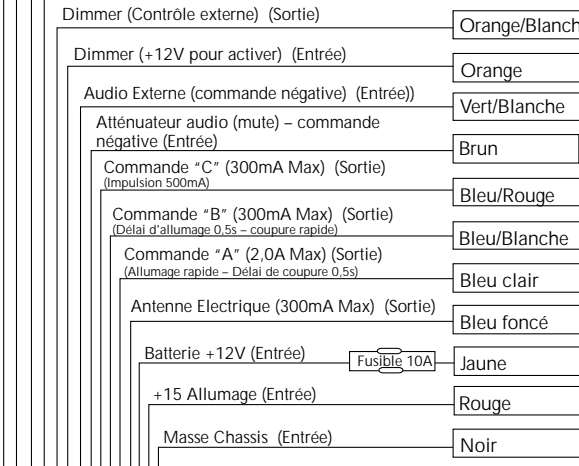 Dimmer (Contrôle externe) (Sortie)
Orange/Blanch
Dimmer (+12V pour activer) (Entrée)
Orange
Audio Externe (commande négative) (Entrée))
Vert/Blanche
Atténuateur audio (mute) – commande
négative (Entrée)
Brun
Commande "C" (300mA Max) (Sortie)
(Impulsion 500mA)
Bleu/Rouge
Commande "B" (300mA Max) (Sortie)
(Délai d'allumage 0,5s – coupure rapide)
Bleu/Blanche
Commande "A" (2,0A Max) (Sortie)
(Allumage rapide – Délai de coupure 0,5s)
Bleu clair
Antenne Electrique (300mA Max) (Sortie)
Bleu foncé
Batterie +12V (Entrée)
Fusible 10A
Jaune
+15 Allumage (Entrée)
Rouge
Masse Chassis (Entrée)
Noir